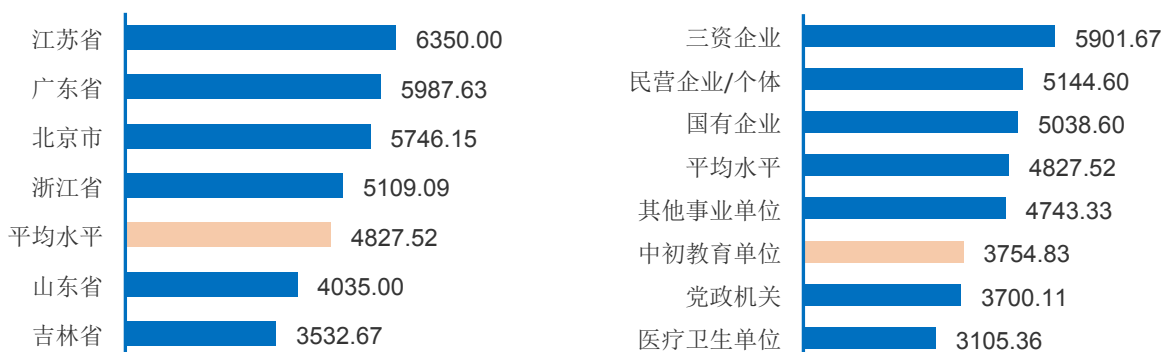 江苏省 6350.00
广东省 5987.63
北京市 5746.15
浙江省 5109.09
平均水平 4827.52
山东省 4035.00
吉林省 3532.67
三资企业 5901.67
民营企业/个体 5144.60
国有企业 5038.60
平均水平 4827.52
其他事业单位 4743.33
中初教育单位 3754.83
党政机关 3700.11
医疗卫生单位 3105.36